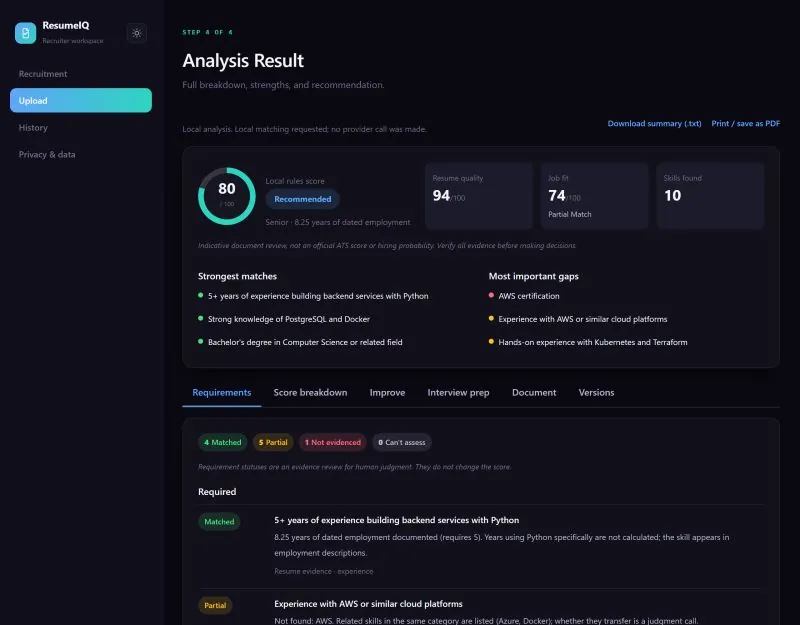 ResumeIQ
Recruiter workspace
Recruitment
Upload
History
Privacy & data
STEP 4 OF 4
Analysis Result
Full breakdown, strengths, and recommendation.
Local analysis. Local matching requested; no provider call was made.
Download summary (.txt)
Print / save as PDF
80
/ 100
Local rules score
Recommended
Senior · 8.25 years of dated employment
Resume quality
94/100
Job fit
74/100
Partial Match
Skills found
10
Indicative document review, not an official ATS score or hiring probability. Verify all evidence before making decisions.
Strongest matches
5+ years of experience building backend services with Python
Strong knowledge of PostgreSQL and Docker
Bachelor's degree in Computer Science or related field
Most important gaps
AWS certification
Experience with AWS or similar cloud platforms
Hands-on experience with Kubernetes and Terraform
Requirements
Score breakdown
Improve
Interview prep
Document
Versions
4 Matched
5 Partial
1 Not evidenced
0 Can't assess
Requirement statuses are an evidence review for human judgment. They do not change the score.
Required
Matched
5+ years of experience building backend services with Python
8.25 years of dated employment documented (requires 5). Years using Python specifically are not calculated; the skill appears in
employment descriptions.
Resume evidence · experience
Partial
Experience with AWS or similar cloud platforms
Not found: AWS. Related skills in the same category are listed (Azure, Docker); whether they transfer is a judgment call.